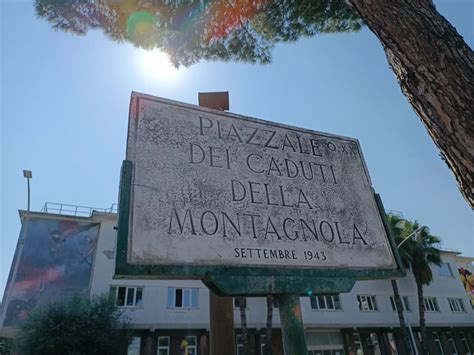 PIAZZALE
DEI CADUTI
DELLA
MONTAGNOLA
SETTEMBRE 1943